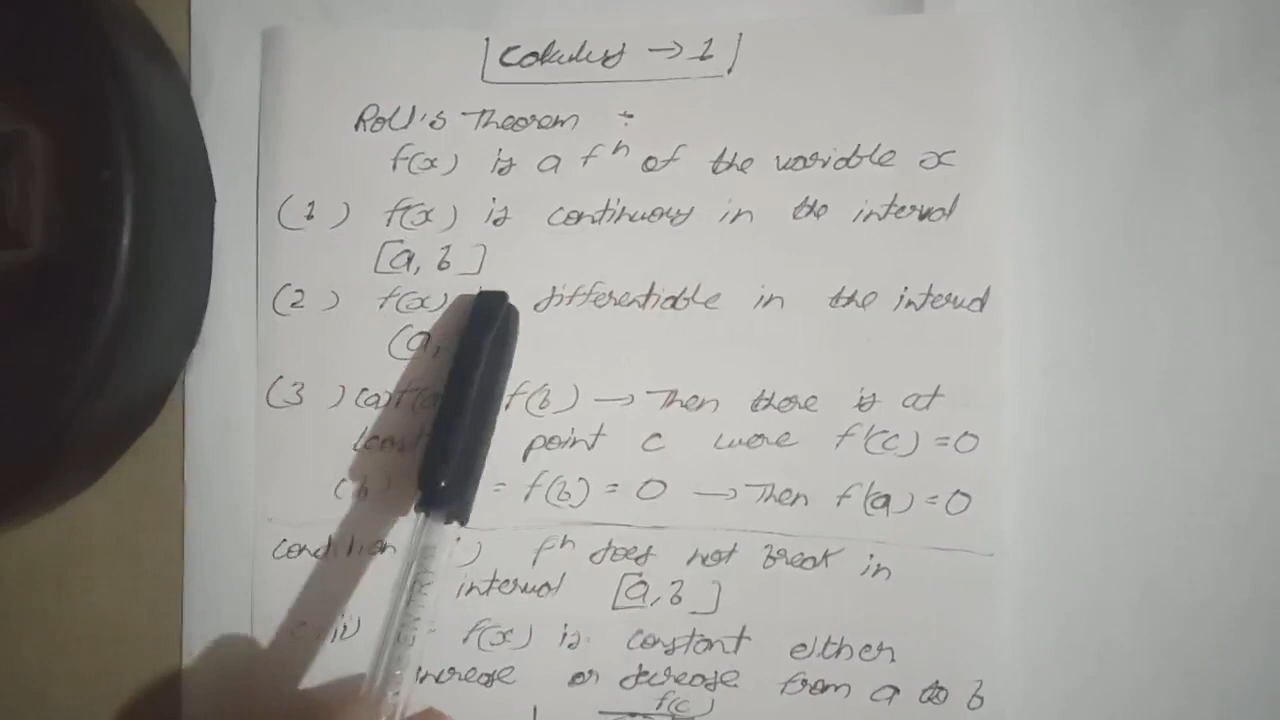 Calculus → 1
Roll's Theorem ÷
f(x) is a fⁿ of the variable x
(1) f(x) is continuous in the interval
[a, b]
(2) f(x) differentiable in the interval
(a,
(3) (a) f(a f(b) → Then there is at
least point c were f'(c) = 0
(b) = f(b) = 0 → Then f'(a) = 0
condition i) fⁿ does not break in
interval [a, b]
ii) f(x) is constant either
increase or decrease from a to b
f(c)